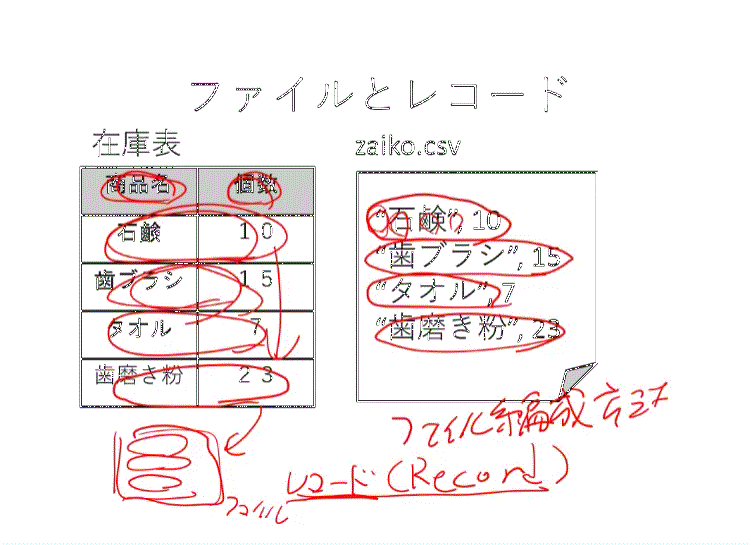 ファイルとレコード
在庫表
商品名 個数
石鹸 10
歯ブラシ 15
タオル 7
歯磨き粉 23
zaiko.csv
“石鹸”, 10
“歯ブラシ”, 15
“タオル”, 7
“歯磨き粉”, 23
ファイル編成方式
ファイル
レコード(Record)